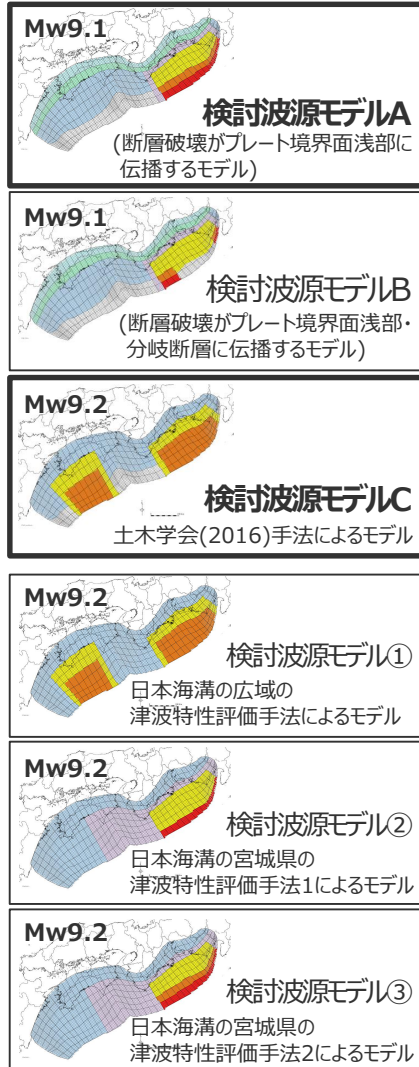 Mw9.1
検討波源モデルA
(断層破壊がプレート境界面浅部に
伝播するモデル)
Mw9.1
検討波源モデルB
(断層破壊がプレート境界面浅部・
分岐断層に伝播するモデル)
Mw9.2
検討波源モデルC
土木学会(2016)手法によるモデル
Mw9.2
検討波源モデル①
日本海溝の広域の
津波特性評価手法によるモデル
Mw9.2
検討波源モデル②
日本海溝の宮城県の
津波特性評価手法1によるモデル
Mw9.2
検討波源モデル③
日本海溝の宮城県の
津波特性評価手法2によるモデル